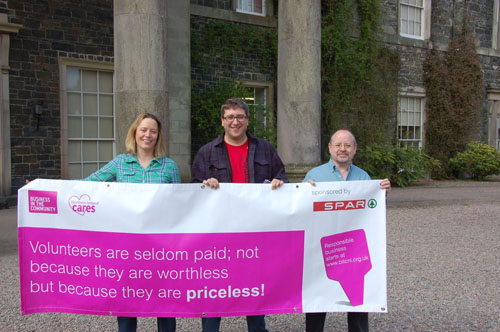 BUSINESS
IN THE
COMMUNITY
cares
sponsored by
SPAR
Volunteers are seldom paid; not
because they are worthless
but because they are priceless!
Responsible
business
starts at
www.bitcni.org.uk